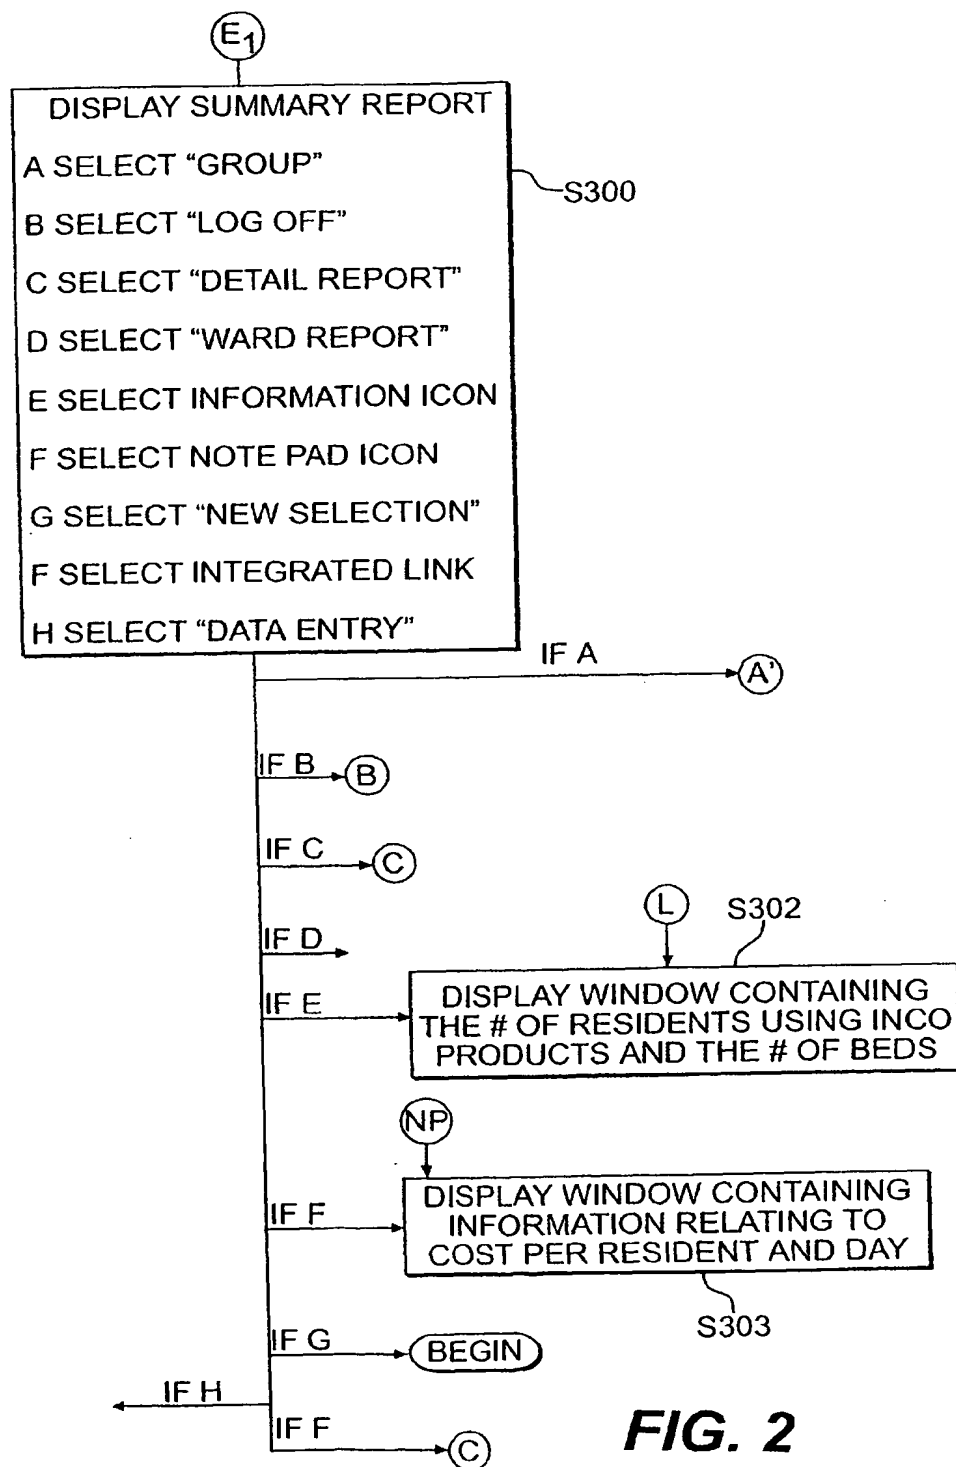 E1
DISPLAY SUMMARY REPORT
A SELECT “GROUP”
B SELECT “LOG OFF”
C SELECT “DETAIL REPORT”
D SELECT “WARD REPORT”
E SELECT INFORMATION ICON
F SELECT NOTE PAD ICON
G SELECT “NEW SELECTION”
F SELECT INTEGRATED LINK
H SELECT “DATA ENTRY”
S300
IF A
A'
IF B
B
IF C
C
IF D
L
S302
IF E
DISPLAY WINDOW CONTAINING
THE # OF RESIDENTS USING INCO
PRODUCTS AND THE # OF BEDS
NP
IF F
DISPLAY WINDOW CONTAINING
INFORMATION RELATING TO
COST PER RESIDENT AND DAY
S303
IF G
BEGIN
IF H
IF F
C
FIG. 2